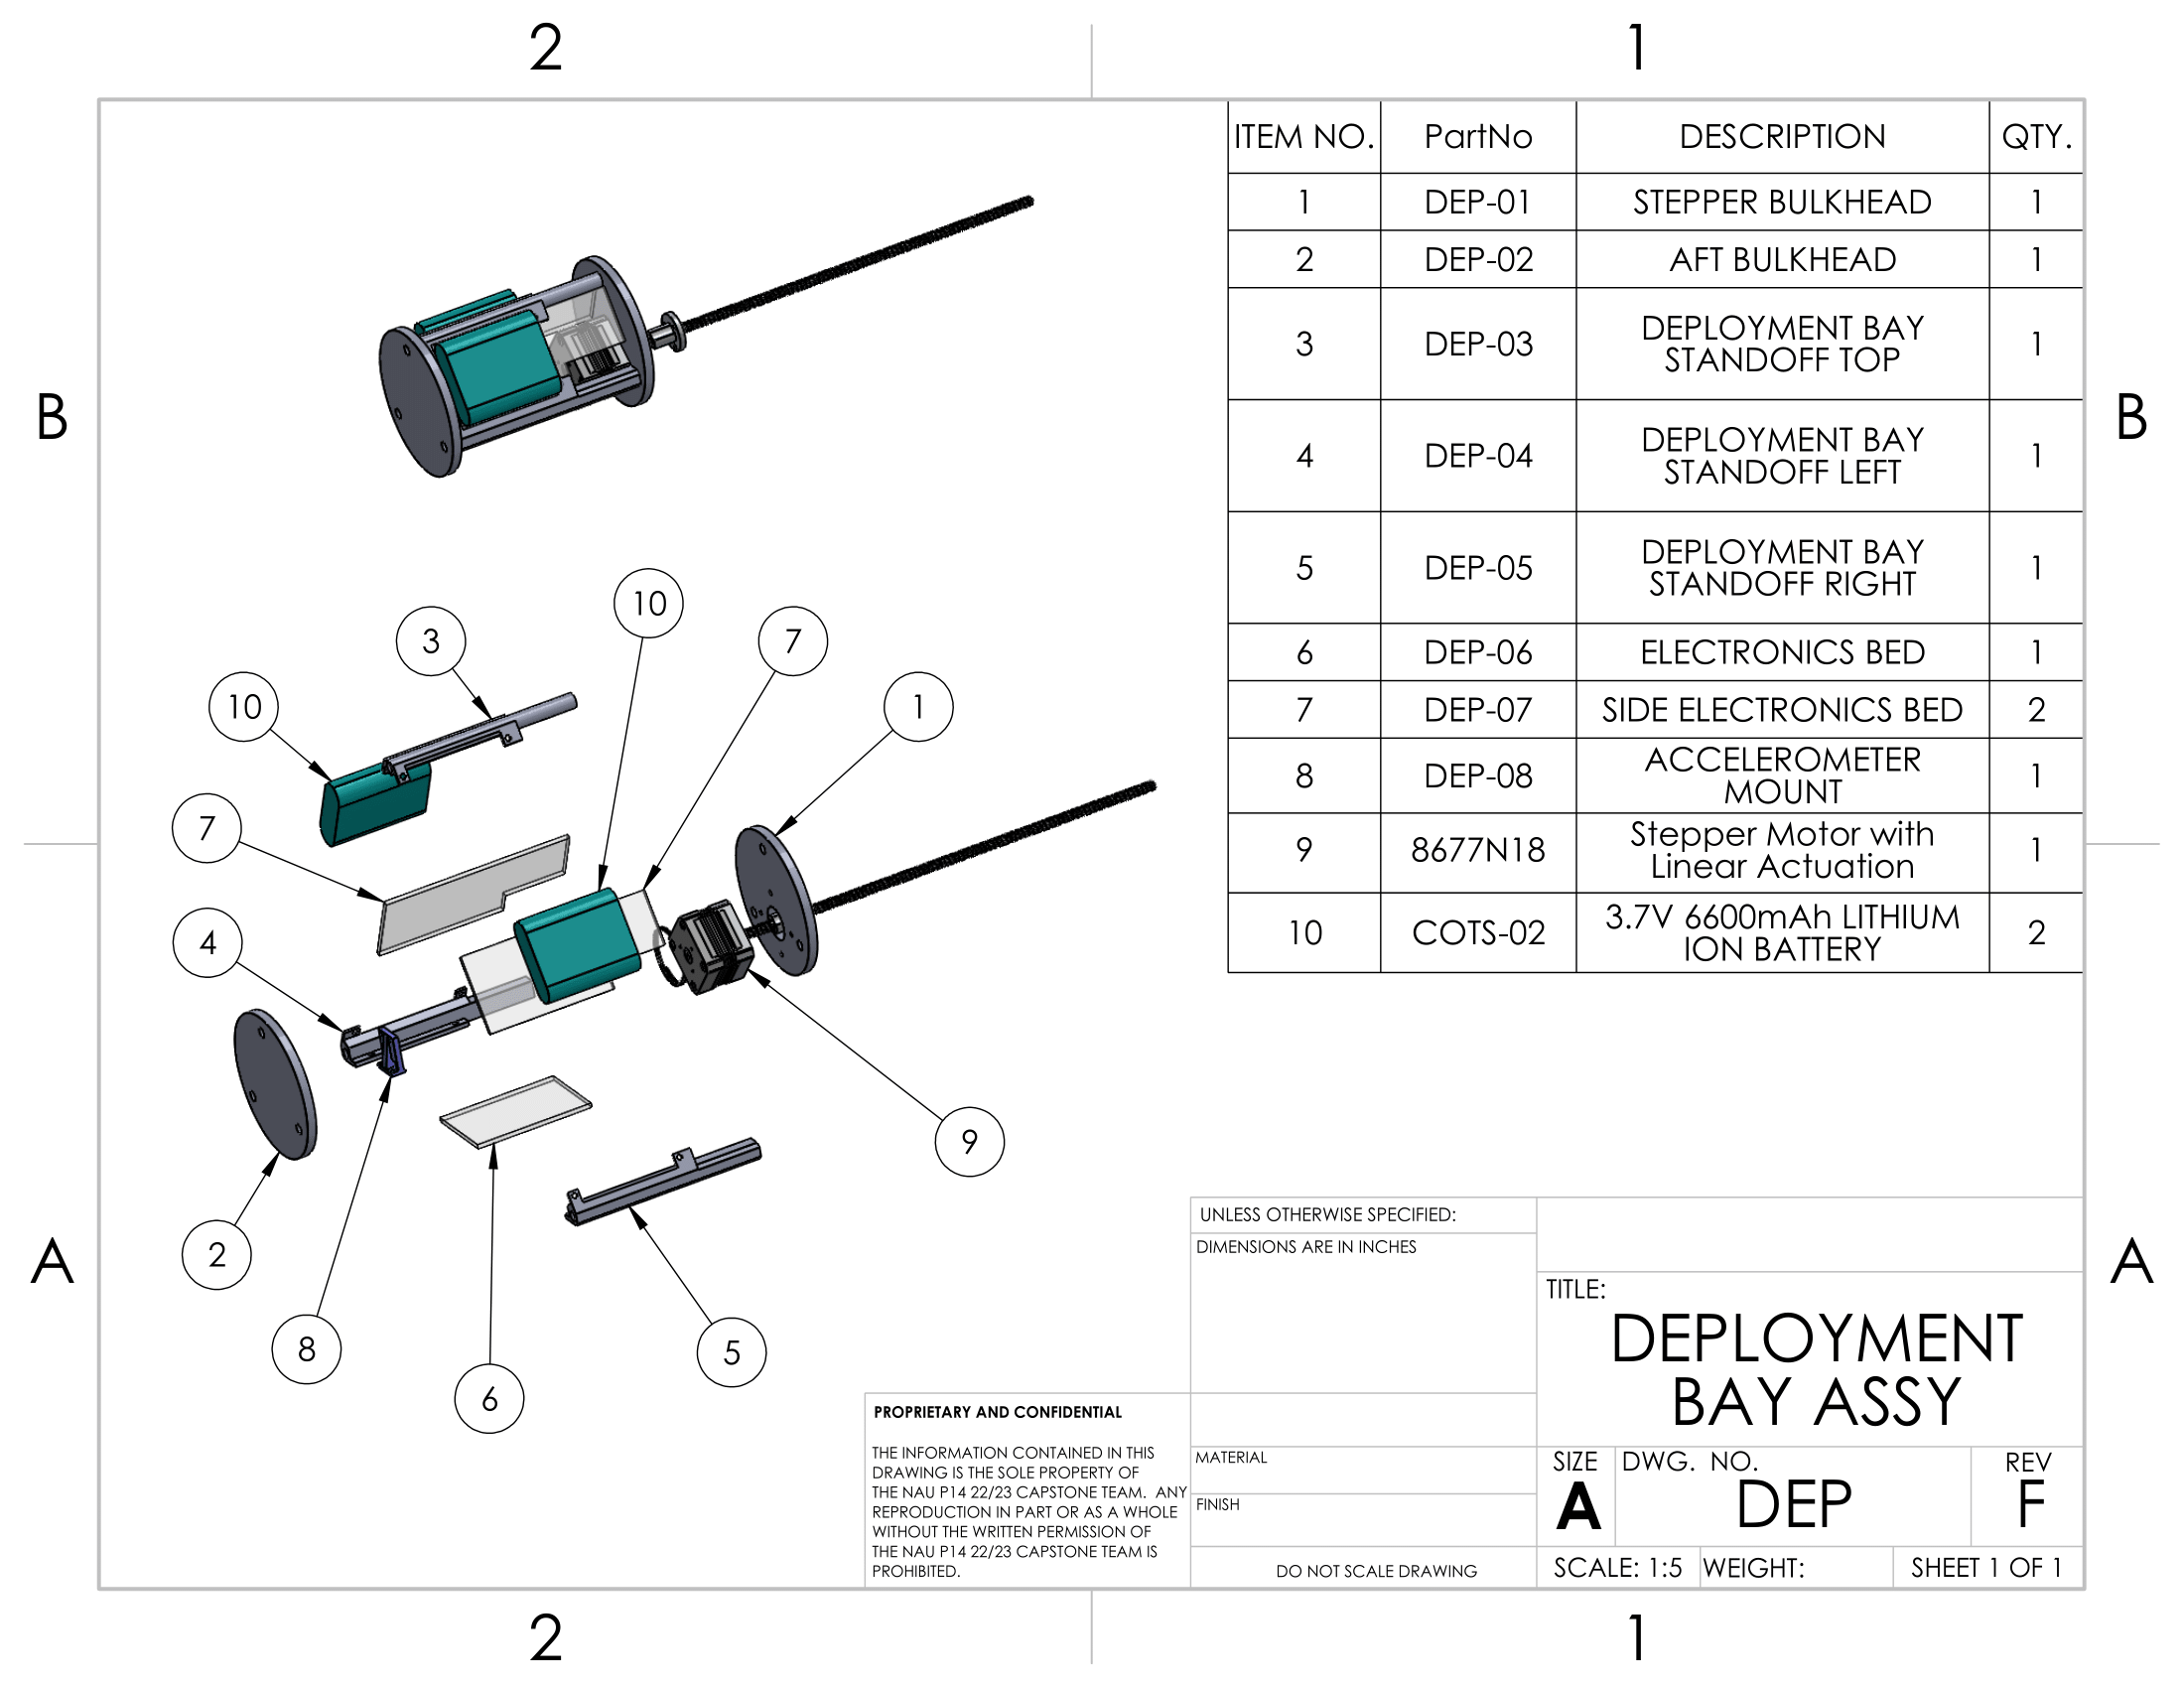 2 1
ITEM NO. PartNo DESCRIPTION QTY.
1 DEP-01 STEPPER BULKHEAD 1
2 DEP-02 AFT BULKHEAD 1
3 DEP-03 DEPLOYMENT BAY
STANDOFF TOP 1
4 DEP-04 DEPLOYMENT BAY
STANDOFF LEFT 1
5 DEP-05 DEPLOYMENT BAY
STANDOFF RIGHT 1
6 DEP-06 ELECTRONICS BED 1
7 DEP-07 SIDE ELECTRONICS BED 2
8 DEP-08 ACCELEROMETER
MOUNT 1
9 8677N18 Stepper Motor with
Linear Actuation 1
10 COTS-02 3.7V 6600mAh LITHIUM
ION BATTERY 2
B B
10
3
7
10
1
7
4
9
2
8
5
6
A A
UNLESS OTHERWISE SPECIFIED:
DIMENSIONS ARE IN INCHES
TITLE:
DEPLOYMENT
BAY ASSY
PROPRIETARY AND CONFIDENTIAL
THE INFORMATION CONTAINED IN THIS
DRAWING IS THE SOLE PROPERTY OF
THE NAU P14 22/23 CAPSTONE TEAM. ANY
REPRODUCTION IN PART OR AS A WHOLE
WITHOUT THE WRITTEN PERMISSION OF
THE NAU P14 22/23 CAPSTONE TEAM IS
PROHIBITED.
MATERIAL
FINISH
DO NOT SCALE DRAWING
SIZE DWG. NO. REV
A DEP F
SCALE: 1:5 WEIGHT: SHEET 1 OF 1
2 1